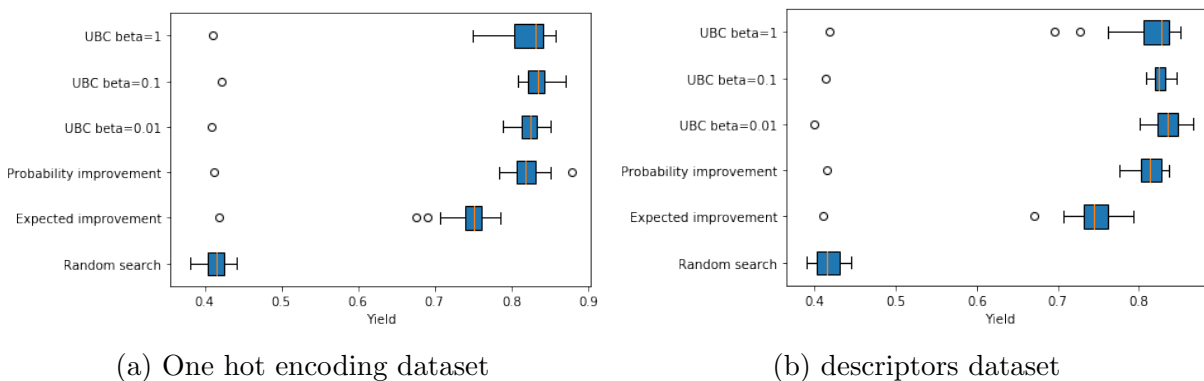 UBC beta=1
UBC beta=0.1
UBC beta=0.01
Probability improvement
Expected improvement
Random search
0.4 0.5 0.6 0.7 0.8 0.9
Yield
(a) One hot encoding dataset
UBC beta=1
UBC beta=0.1
UBC beta=0.01
Probability improvement
Expected improvement
Random search
0.4 0.5 0.6 0.7 0.8
Yield
(b) descriptors dataset